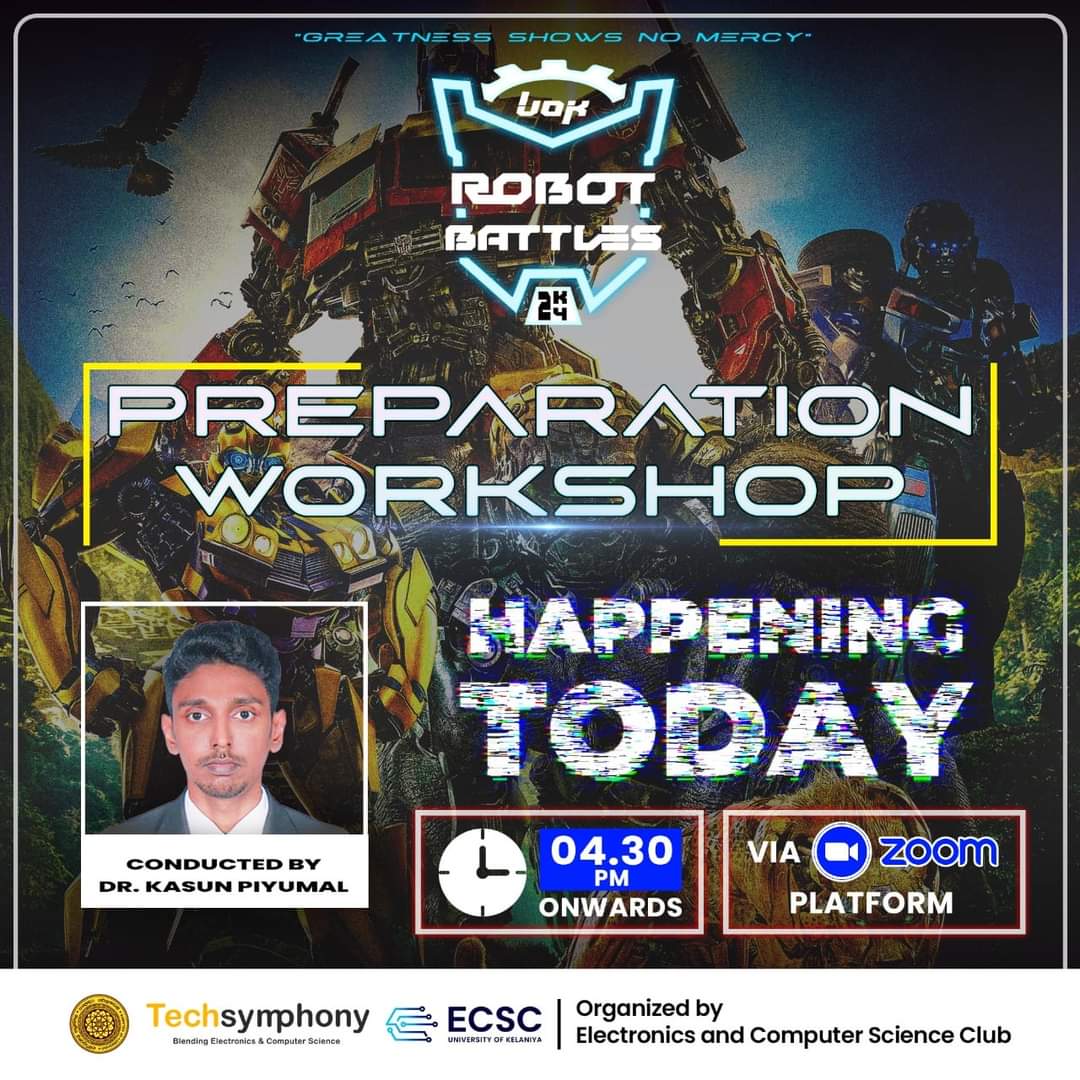 "GREATNESS SHOWS NO MERCY"
UOK
ROBOT
BATTLES
2K
24
PREPARATION
WORKSHOP
HAPPENING
TODAY
CONDUCTED BY
DR. KASUN PIYUMAL
04.30
PM
ONWARDS
VIA zoom
PLATFORM
Techsymphony
Blending Electronics & Computer Science
ECSC
UNIVERSITY OF KELANIYA
Organized by
Electronics and Computer Science Club